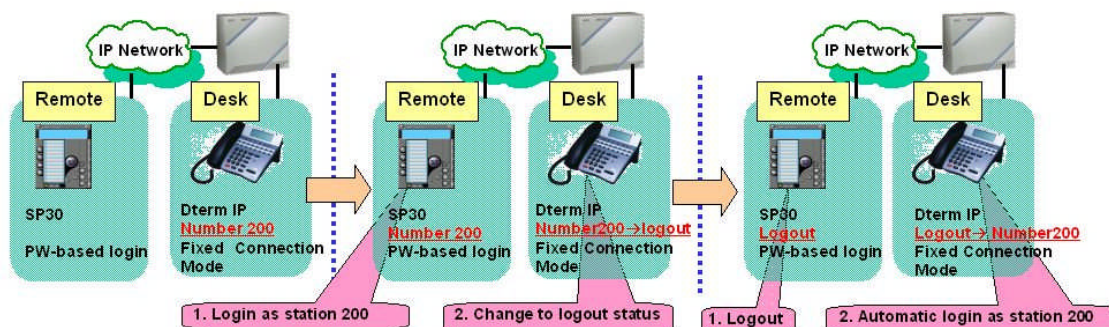 IP Network
Remote
Desk
SP30
PW-based login
Dterm IP
Number 200
Fixed Connection
Mode
IP Network
Remote
Desk
SP30
Number 200
PW-based login
Dterm IP
Number200→logout
Fixed Connection
Mode
1. Login as station 200
2. Change to logout status
IP Network
Remote
Desk
SP30
Logout
PW-based login
Dterm IP
Logout→ Number200
Fixed Connection
Mode
1. Logout
2. Automatic login as station 200